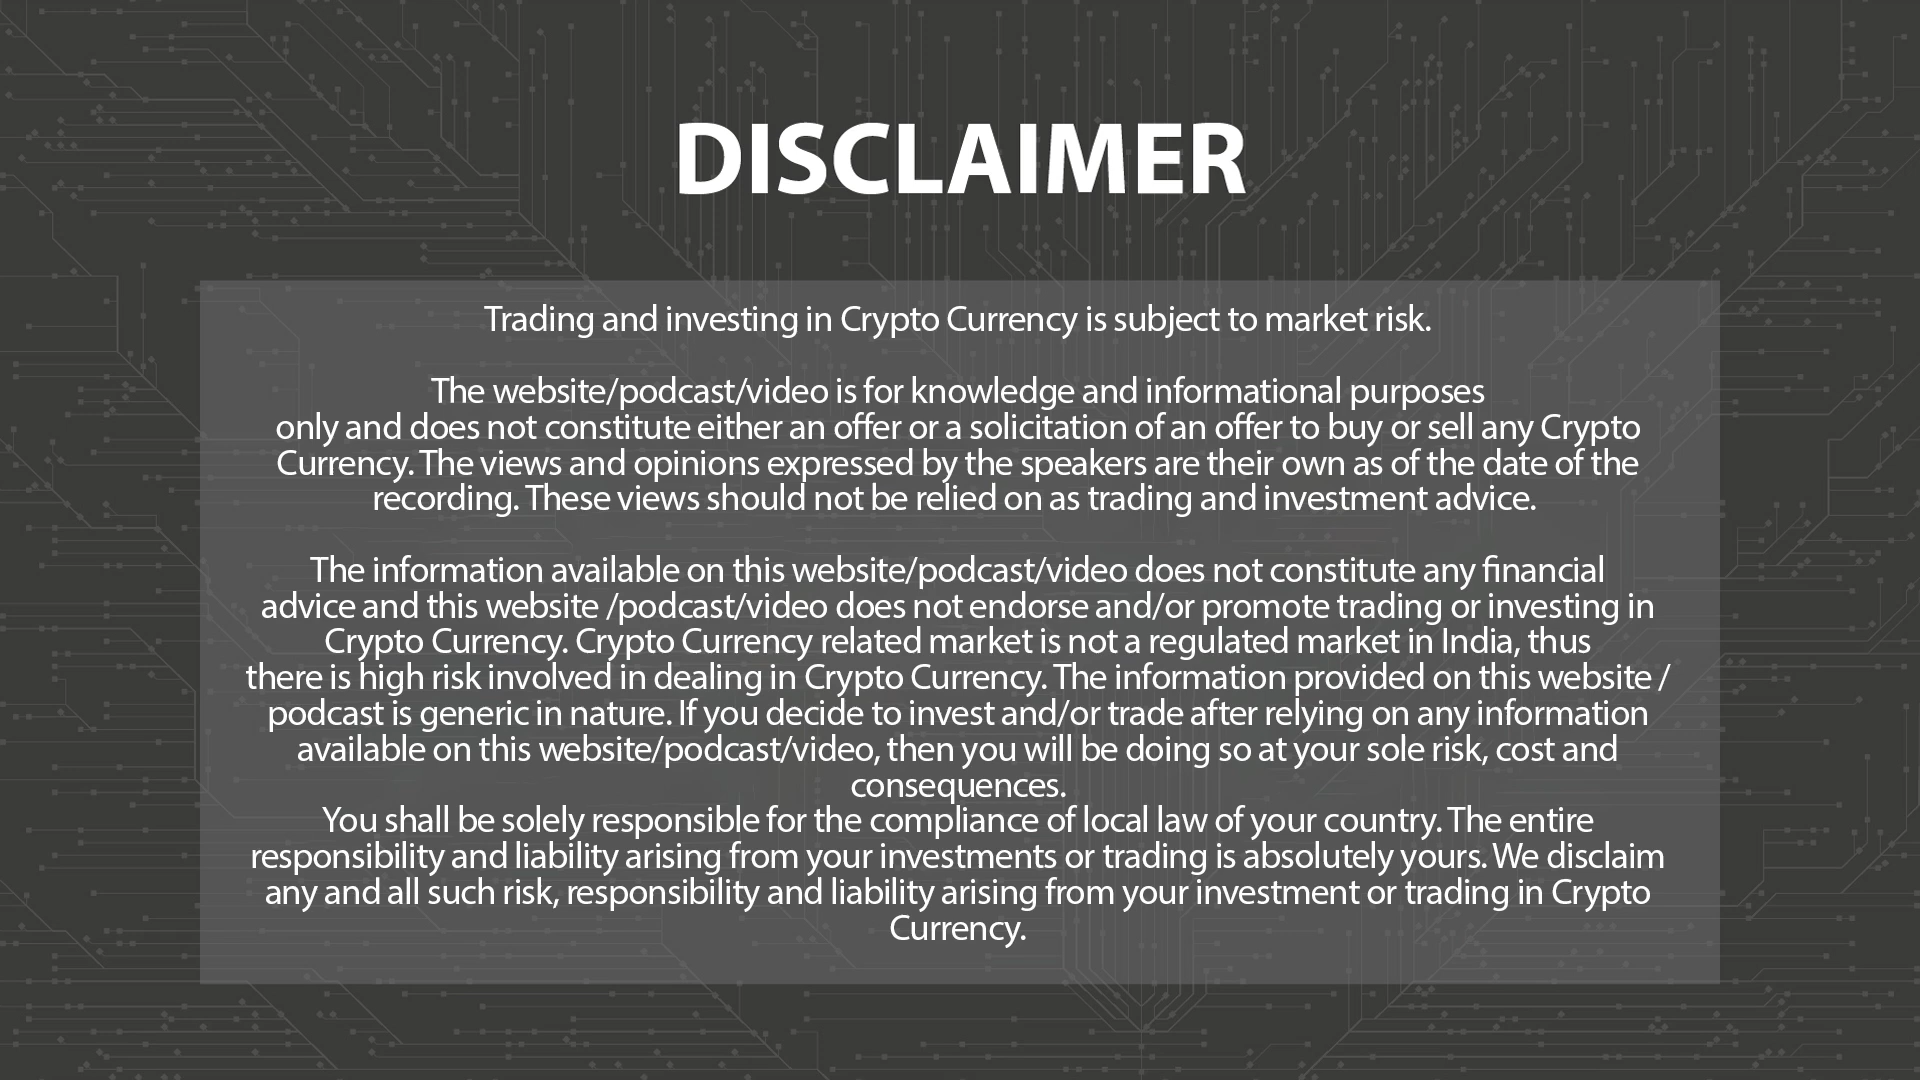 DISCLAIMER
Trading and investing in Crypto Currency is subject to market risk.
The website/podcast/video is for knowledge and informational purposes
only and does not constitute either an offer or a solicitation of an offer to buy or sell any Crypto
Currency. The views and opinions expressed by the speakers are their own as of the date of the
recording. These views should not be relied on as trading and investment advice.
The information available on this website/podcast/video does not constitute any financial
advice and this website /podcast/video does not endorse and/or promote trading or investing in
Crypto Currency. Crypto Currency related market is not a regulated market in India, thus
there is high risk involved in dealing in Crypto Currency. The information provided on this website /
podcast is generic in nature. If you decide to invest and/or trade after relying on any information
available on this website/podcast/video, then you will be doing so at your sole risk, cost and
consequences.
You shall be solely responsible for the compliance of local law of your country. The entire
responsibility and liability arising from your investments or trading is absolutely yours. We disclaim
any and all such risk, responsibility and liability arising from your investment or trading in Crypto
Currency.